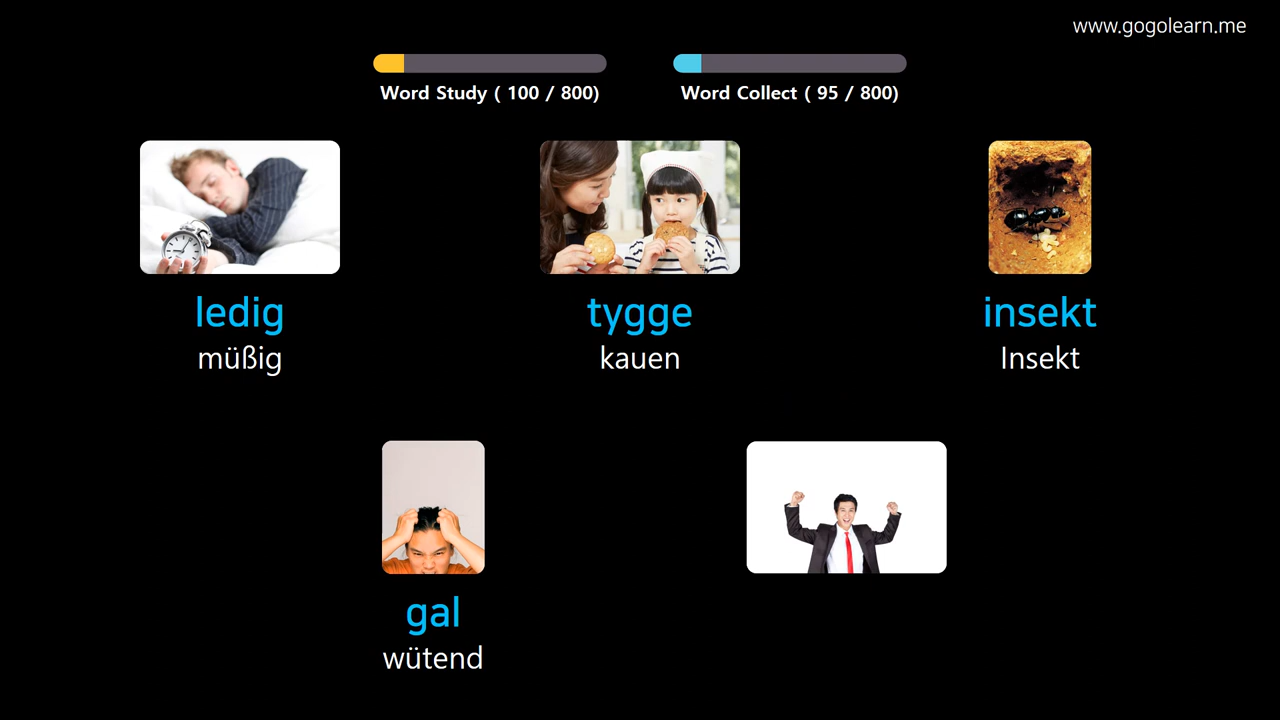 www.gogolearn.me
Word Study ( 100 / 800)
Word Collect ( 95 / 800)
ledig
müßig
tygge
kauen
insekt
Insekt
gal
wütend